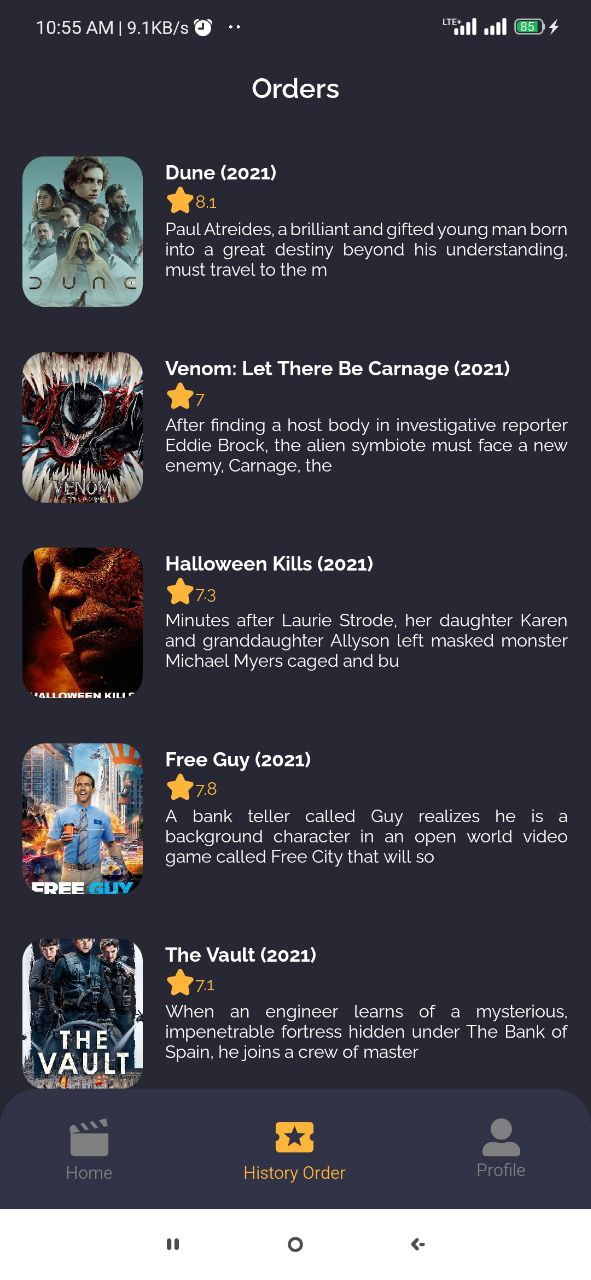 10:55 AM | 9.1KB/s
LTE+
85
Orders
Dune (2021)
8.1
Paul Atreides, a brilliant and gifted young man born
into a great destiny beyond his understanding,
must travel to the m
DUNE
Venom: Let There Be Carnage (2021)
7
After finding a host body in investigative reporter
Eddie Brock, the alien symbiote must face a new
enemy, Carnage, the
VENOM
Halloween Kills (2021)
7.3
Minutes after Laurie Strode, her daughter Karen
and granddaughter Allyson left masked monster
Michael Myers caged and bu
HALLOWEEN KILLS
Free Guy (2021)
7.8
A bank teller called Guy realizes he is a
background character in an open world video
game called Free City that will so
FREE GUY
The Vault (2021)
7.1
When an engineer learns of a mysterious,
impenetrable fortress hidden under The Bank of
Spain, he joins a crew of master
THE
VAULT
Home
History Order
Profile